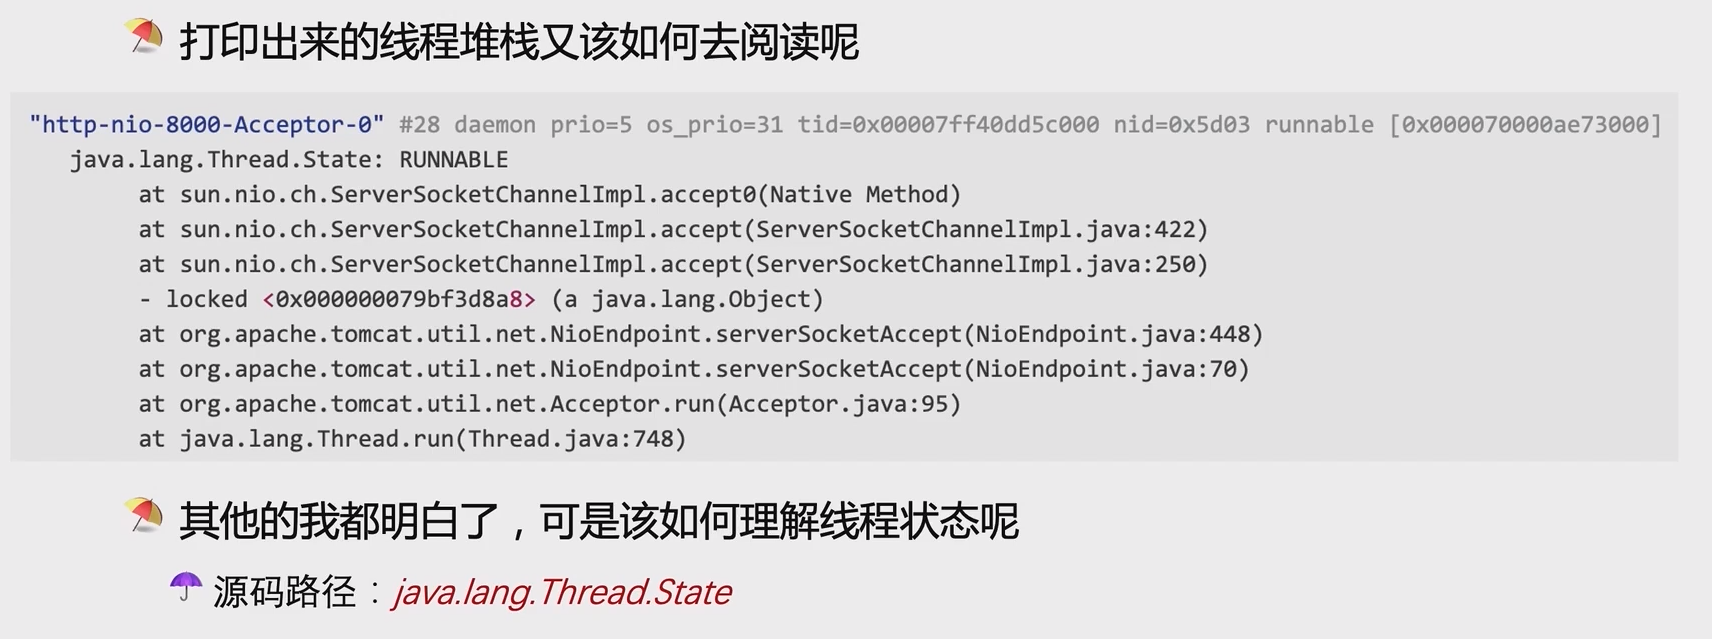 打印出来的线程堆栈又该如何去阅读呢
"http-nio-8000-Acceptor-0" #28 daemon prio=5 os_prio=31 tid=0x00007ff40dd5c000 nid=0x5d03 runnable [0x000070000ae73000]
java.lang.Thread.State: RUNNABLE
at sun.nio.ch.ServerSocketChannelImpl.accept0(Native Method)
at sun.nio.ch.ServerSocketChannelImpl.accept(ServerSocketChannelImpl.java:422)
at sun.nio.ch.ServerSocketChannelImpl.accept(ServerSocketChannelImpl.java:250)
- locked <0x000000079bf3d8a8> (a java.lang.Object)
at org.apache.tomcat.util.net.NioEndpoint.serverSocketAccept(NioEndpoint.java:448)
at org.apache.tomcat.util.net.NioEndpoint.serverSocketAccept(NioEndpoint.java:70)
at org.apache.tomcat.util.net.Acceptor.run(Acceptor.java:95)
at java.lang.Thread.run(Thread.java:748)
其他的我都明白了，可是该如何理解线程状态呢
源码路径：java.lang.Thread.State